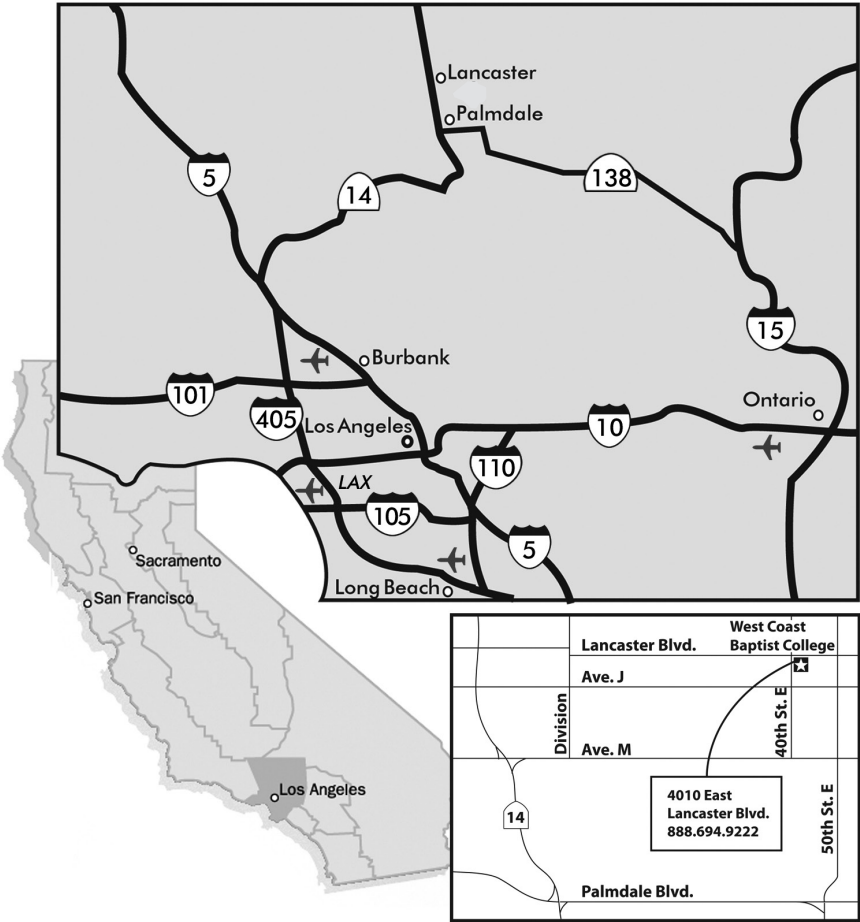 Lancaster
Palmdale
5
14
138
15
Burbank
101
405
Los Angeles
10
Ontario
110
LAX
105
5
Long Beach
Sacramento
San Francisco
Los Angeles
West Coast
Baptist College
Lancaster Blvd.
Ave. J
Division
40th St. E
Ave. M
50th St. E
4010 East
Lancaster Blvd.
888.694.9222
14
Palmdale Blvd.